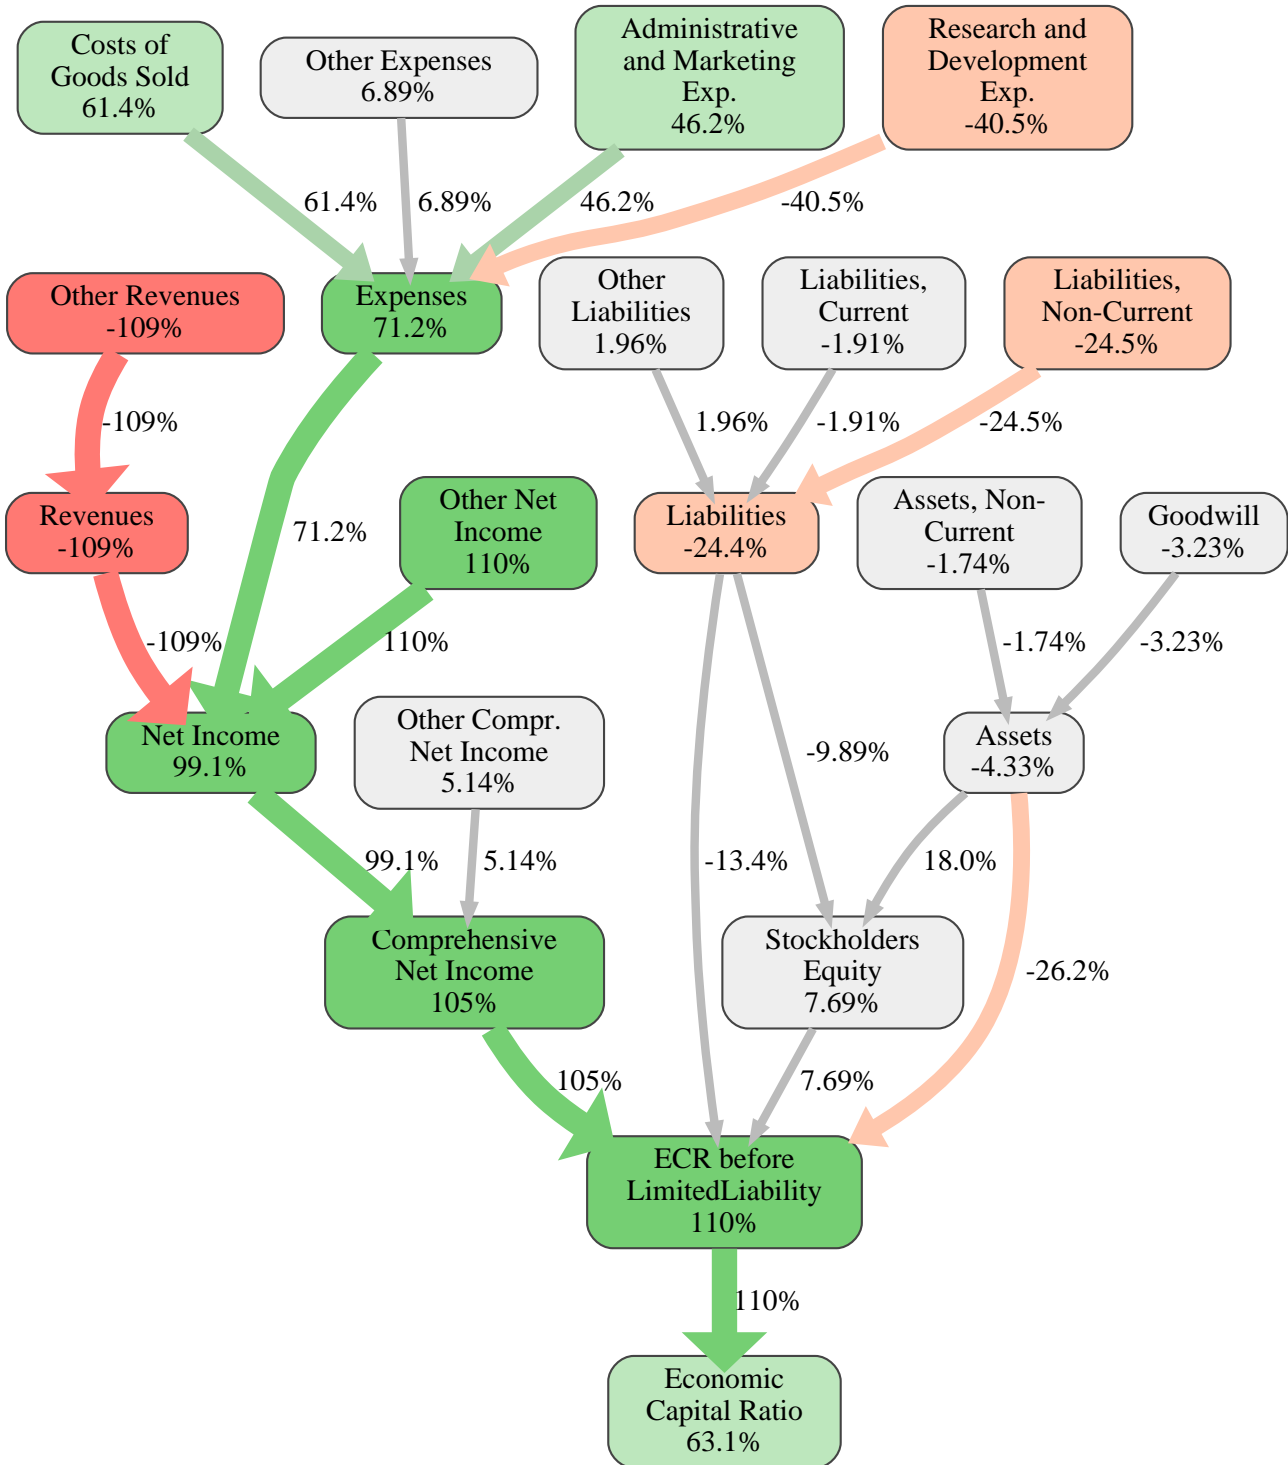 Costs of
Goods Sold
61.4%
Other Expenses
6.89%
Administrative
and Marketing
Exp.
46.2%
Research and
Development
Exp.
-40.5%
61.4%
6.89%
46.2%
-40.5%
Other Revenues
-109%
Expenses
71.2%
Other
Liabilities
1.96%
Liabilities,
Current
-1.91%
Liabilities,
Non-Current
-24.5%
-109%
1.96%
-1.91%
-24.5%
Revenues
-109%
71.2%
Other Net
Income
110%
Liabilities
-24.4%
Assets, Non-
Current
-1.74%
Goodwill
-3.23%
-109%
110%
-1.74%
-3.23%
Net Income
99.1%
Other Compr.
Net Income
5.14%
-9.89%
Assets
-4.33%
99.1%
5.14%
-13.4%
18.0%
Comprehensive
Net Income
105%
Stockholders
Equity
7.69%
-26.2%
105%
7.69%
ECR before
LimitedLiability
110%
110%
Economic
Capital Ratio
63.1%